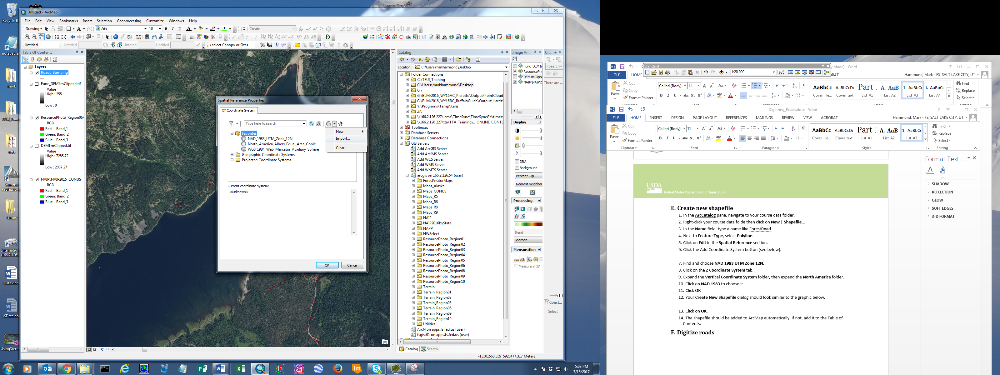 Recycle B
notepad.e
mark
TEUI_Train
usfs
Summit
Professiona
tempo
Internation
(166.2.126...
Data.doc
~$Data.do
UsingStere
Untitled - ArcMap
File Edit View Bookmarks Insert Selection Geoprocessing Customize Windows Help
Drawing Arial 10 B I U A Create
Untitled Untitled Untitled Untitled <select Canopy or Size>
Table Of Contents
Layers
Roads_Bumping
Func_DEM1mClipped.tif
Value
High : 255
Low : 0
ResourcePhoto_Region06\
RGB
Red: Band_1
Green: Band_2
Blue: Band_3
DEM1mClipped.tif
Value
High : 7285.72
Low : 2087.27
NAIP\NAIP2015_CONUS
RGB
Red: Band_1
Green: Band_2
Blue: Band_3
Spatial Reference Properties
XY Coordinate System
Type here to search
Favorites
NAD_1983_UTM_Zone_12N
North_America_Albers_Equal_Area_Conic
WGS_1984_Web_Mercator_Auxiliary_Sphere
Geographic Coordinate Systems
Projected Coordinate Systems
New
Import...
Clear
Current coordinate system:
<Unknown>
OK Cancel
Catalog
Location: C:\Users\markhammond\Desktop
Folder Connections
C:\TEUI_Training
C:\Users\markhammond\Desktop
G:\
G:\BLM\2016_WY16AC_Pierotto\Output\PointCloud
G:\BLM\2016_WY16BC_BuffaloGulch\Output\HarrisS
Y:\Programs\Temp\Karis
Z:\
\\166.2.126.227\lcms\TimeSync\TimeSyncGit\timesy
\\166.2.126.227\tta\TTA_Training\1_ONLINE_CONTE
Toolboxes
Database Servers
Database Connections
GIS Servers
Add ArcGIS Server
Add ArcIMS Server
Add WCS Server
Add WMS Server
Add WMTS Server
arcgis on 166.2.126.54 (user)
ForestVisitorMaps
Maps_Alaska
Maps_CONUS
Maps_R5
Maps_R6
Maps_R8
Maps_R9
NAIP
NAIP2016byState
NAPP
NWSelect
ResourcePhoto_Region01
ResourcePhoto_Region02
ResourcePhoto_Region03
ResourcePhoto_Region04
ResourcePhoto_Region05
ResourcePhoto_Region06
ResourcePhoto_Region08
ResourcePhoto_Region09
ResourcePhoto_Region10
Terrain
Terrain_Region01
Terrain_Region03
Terrain_Region05
Terrain_Region06
Terrain_Region09
Terrain_Region10
Utilities
ArcN on apps.fs.fed.us (user)
fsgisx01 on apps.fs.fed.us (user)
Catalog Search
-13501568.359 5920477.317 Meters
Image An...
Func_DEM1r
ResourcePh
DEM1mClipp
NAIP\NAIP2
Display
DRA
Background
Percent Clip
Nearest Neighbor
Processing
Blend
Sharpen
Mensuration
Measure in 3D
Cr...
<Search>
There are ...
Const...
Select
5:08 PM
3/15/2017
y Mode] - Word
Standard
1:20,000
FILE HOME OBAT Hammond, Mark - FS, SALT LAKE CITY, UT
Paste Cut Copy Format Painter
Calibri (Body) 11
AaBbCc AaBbCcDc Part 1 A. AaB 1. AaBbC i. AaBbC
Cover_He... Cover_text List_A1 List_A2 List_A3 List_A4
Find
Replace
Select
Digitizing_Roads.docx - Word
FILE HOME INSERT DESIGN PAGE LAYOUT REFERENCES MAILINGS REVIEW VIEW ACROBAT Hammond, Mark - FS, SALT LAKE CITY, UT
Paste Cut Copy Format Painter
Calibri (Body) 11
AaBbCc AaBbCcDc Part 1 A. AaB 1. AaBbC
Cover_He... Cover_text List_A1 List_A2 List_A3
Find
Replace
Select
Clipboard Font Paragraph Styles Editing
Format Text ...
SHADOW
REFLECTION
GLOW
SOFT EDGES
3-D FORMAT
USDA
United States Department of Agriculture
E. Create new shapefile
1. In the ArcCatalog pane, navigate to your course data folder.
2. Right-click your course data folde then click on New | Shapefile...
3. In the Name field, type a name like ForestRoad.
4. Next to Feature Type, select Polyline.
5. Click on Edit in the Spatial Reference section.
6. Click the Add Coordinate System button (see below).
7. Find and choose NAD 1983 UTM Zone 12N.
8. Click on the Z Coordinate System tab.
9. Expand the Vertical Coordinate System folder, then expand the North America folder.
10. Click on NAD 1983 to choose it.
11. Click OK
12. Your Create New Shapefile dialog should look similar to the graphic below.
13. Click on OK.
14. The shapefile should be added to ArcMap automatically. If not, add it to the Table of
Contents.
F. Digitize roads